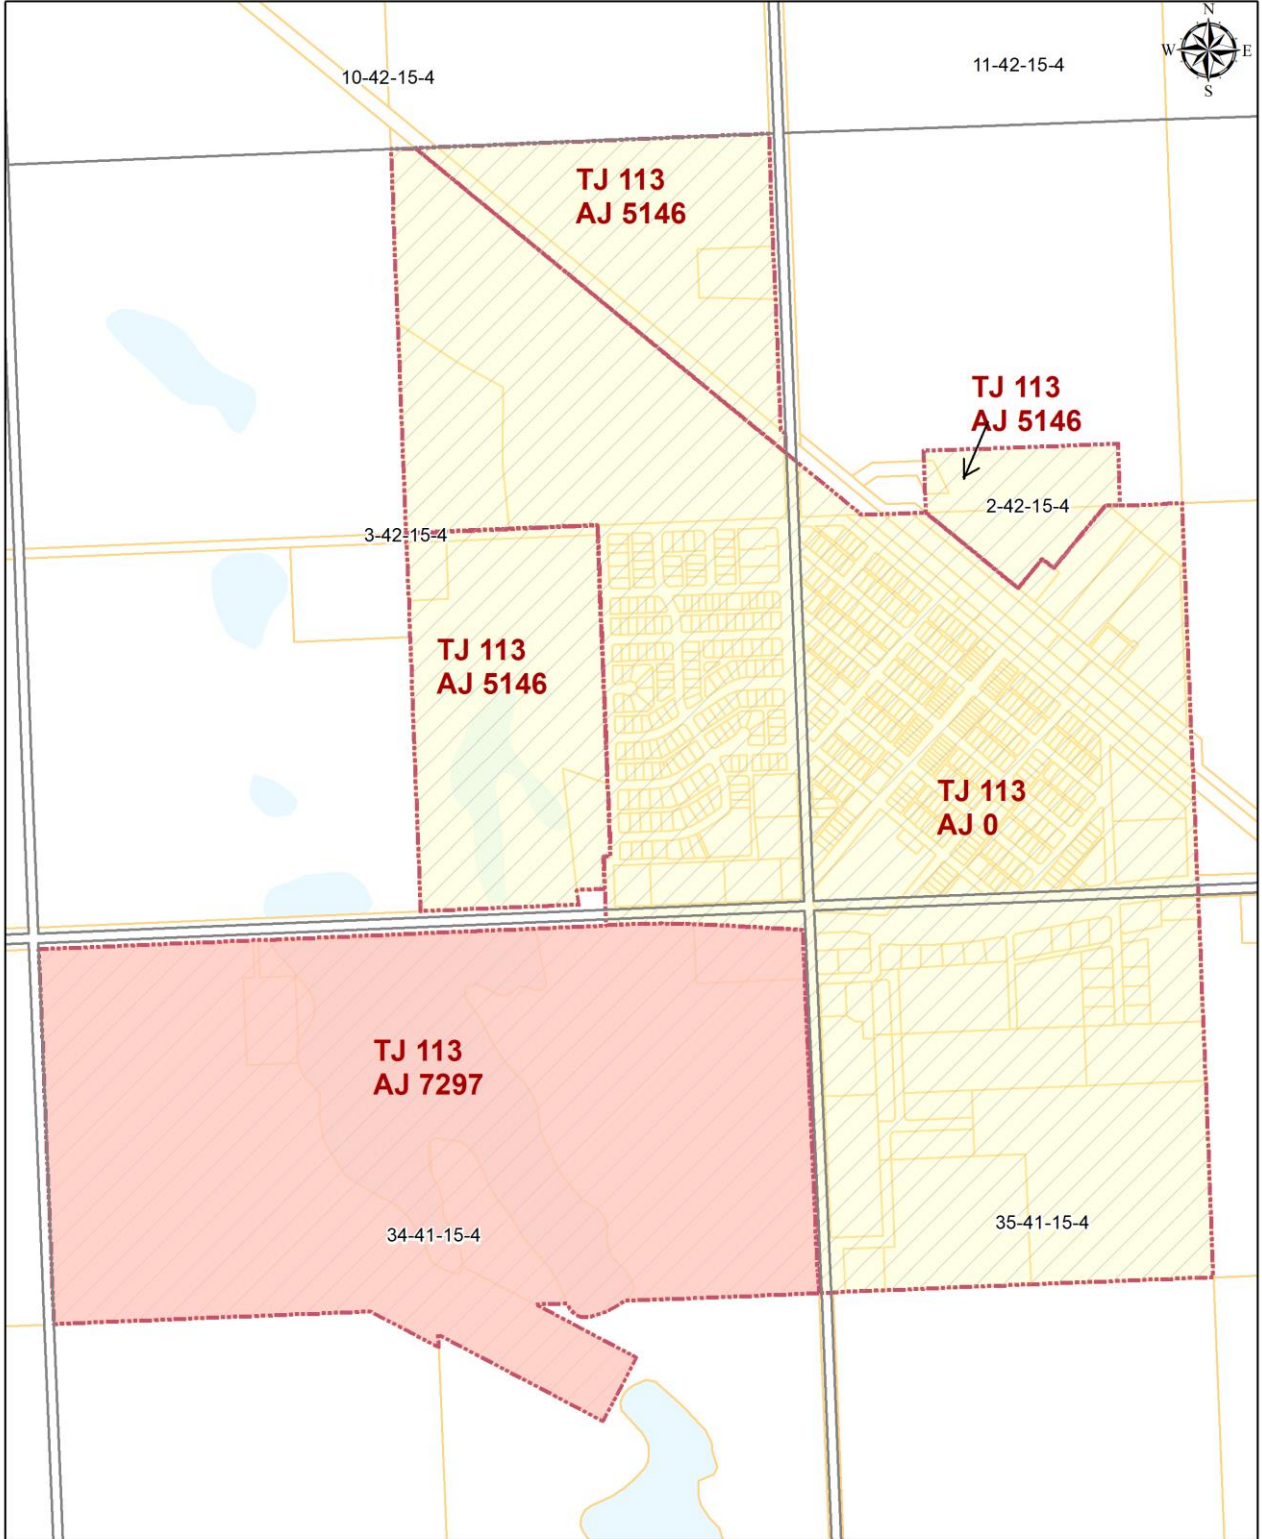 N
W E
S
10-42-15-4
11-42-15-4
TJ 113
AJ 5146
TJ 113
AJ 5146
2-42-15-4
3-42-15-4
TJ 113
AJ 5146
TJ 113
AJ 0
TJ 113
AJ 7297
34-41-15-4
35-41-15-4